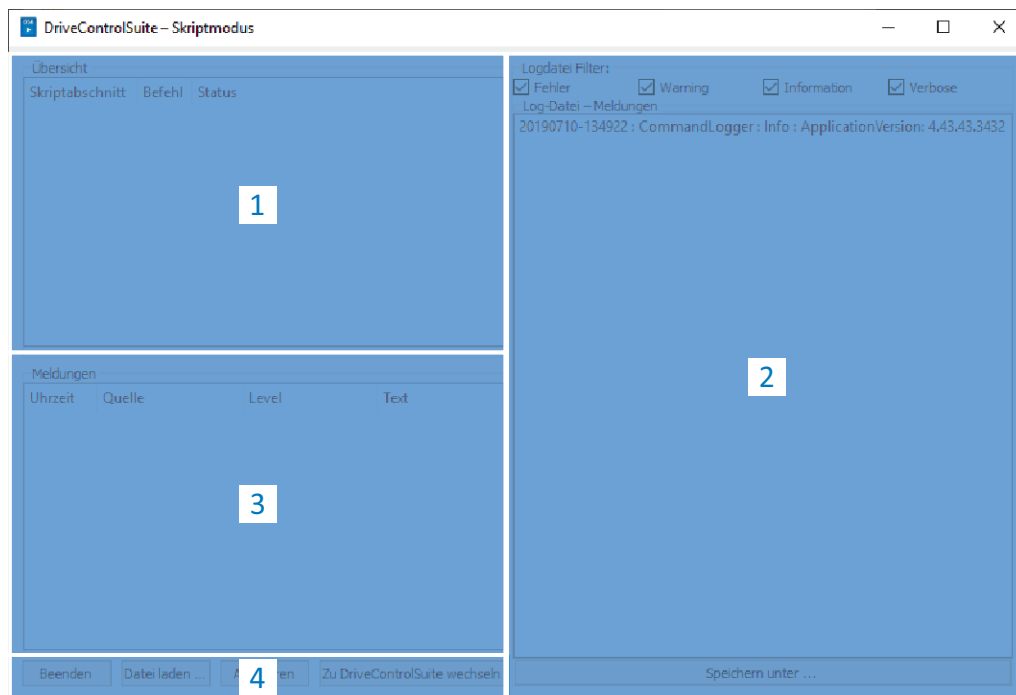 DriveControlSuite – Skriptmodus
Übersicht
Skriptabschnitt Befehl Status
1
Meldungen
Uhrzeit Quelle Level Text
3
Beenden Datei laden ... Zu DriveControlSuite wechseln
4
Logdatei Filter:
Fehler Warning Information Verbose
Log-Datei – Meldungen
20190710-134922 : CommandLogger : Info : ApplicationVersion: 4.43.43.3432
2
Speichern unter ...